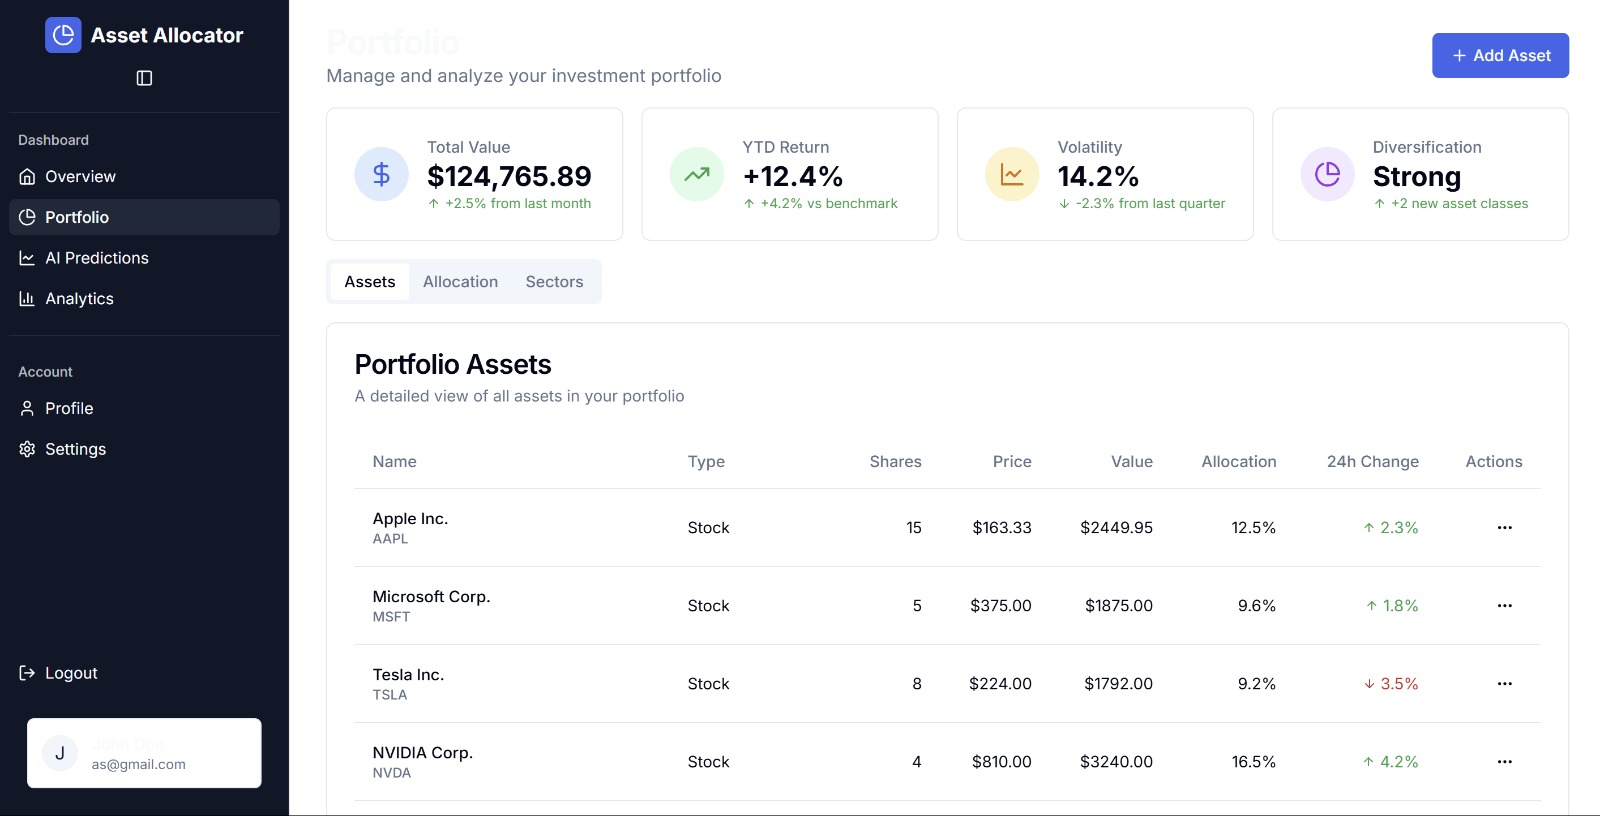 Asset Allocator
Dashboard
Overview
Portfolio
AI Predictions
Analytics
Account
Profile
Settings
Logout
J
John Doe
as@gmail.com
Portfolio
Manage and analyze your investment portfolio
+ Add Asset
Total Value
$124,765.89
↑ +2.5% from last month
YTD Return
+12.4%
↑ +4.2% vs benchmark
Volatility
14.2%
↓ -2.3% from last quarter
Diversification
Strong
↑ +2 new asset classes
Assets Allocation Sectors
Portfolio Assets
A detailed view of all assets in your portfolio
Name Type Shares Price Value Allocation 24h Change Actions
Apple Inc.
AAPL
Stock 15 $163.33 $2449.95 12.5% ↑ 2.3% ...
Microsoft Corp.
MSFT
Stock 5 $375.00 $1875.00 9.6% ↑ 1.8% ...
Tesla Inc.
TSLA
Stock 8 $224.00 $1792.00 9.2% ↓ 3.5% ...
NVIDIA Corp.
NVDA
Stock 4 $810.00 $3240.00 16.5% ↑ 4.2% ...